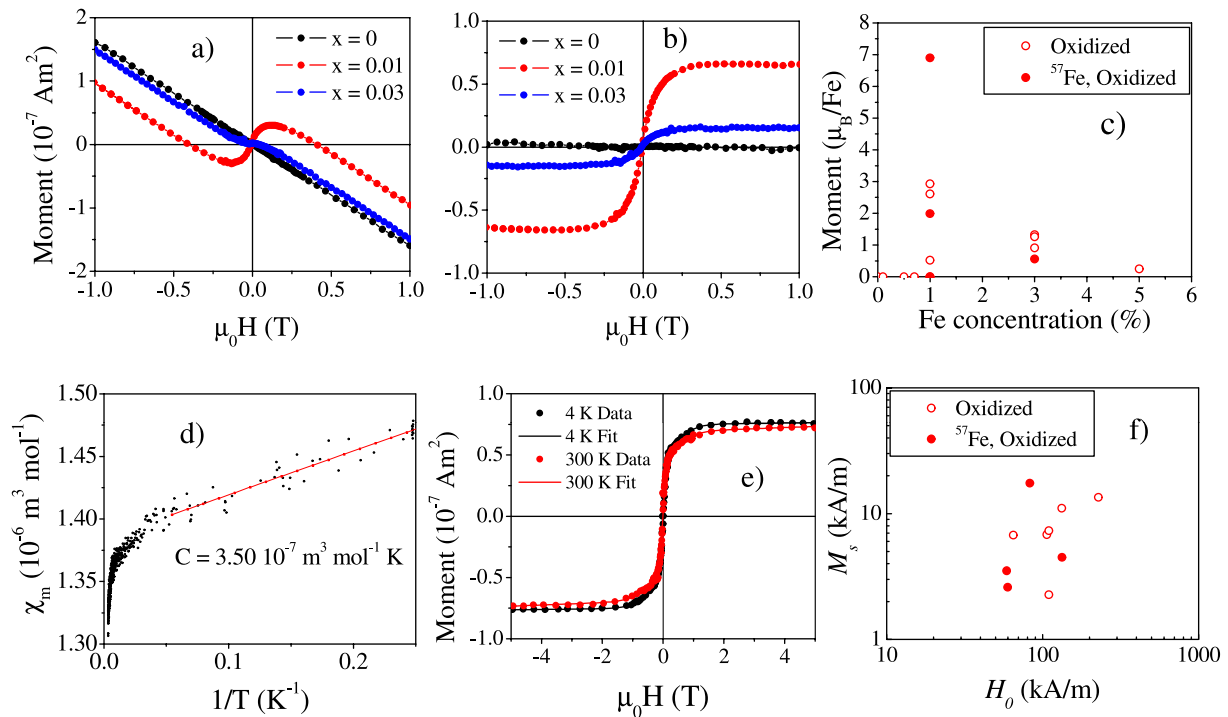 a)
x = 0
x = 0.01
x = 0.03
Moment (10⁻⁷ Am²)
2
1
0
-1
-2
-1.0
-0.5
0.0
0.5
1.0
μ₀H (T)
b)
x = 0
x = 0.01
x = 0.03
1.0
0.5
0.0
-0.5
-1.0
-1.0
-0.5
0.0
0.5
1.0
μ₀H (T)
Oxidized
⁵⁷Fe, Oxidized
c)
Moment (μB/Fe)
8
7
6
5
4
3
2
1
0
0
1
2
3
4
5
6
Fe concentration (%)
d)
χm (10⁻⁶ m³ mol⁻¹)
1.50
1.45
1.40
1.35
1.30
C = 3.50 10⁻⁷ m³ mol⁻¹ K
0.0
0.1
0.2
1/T (K⁻¹)
4 K Data
4 K Fit
300 K Data
300 K Fit
e)
Moment (10⁻⁷ Am²)
1.0
0.5
0.0
-0.5
-1.0
-4
-2
0
2
4
μ₀H (T)
Oxidized
⁵⁷Fe, Oxidized
f)
Ms (kA/m)
100
10
1
10
100
1000
H₀ (kA/m)